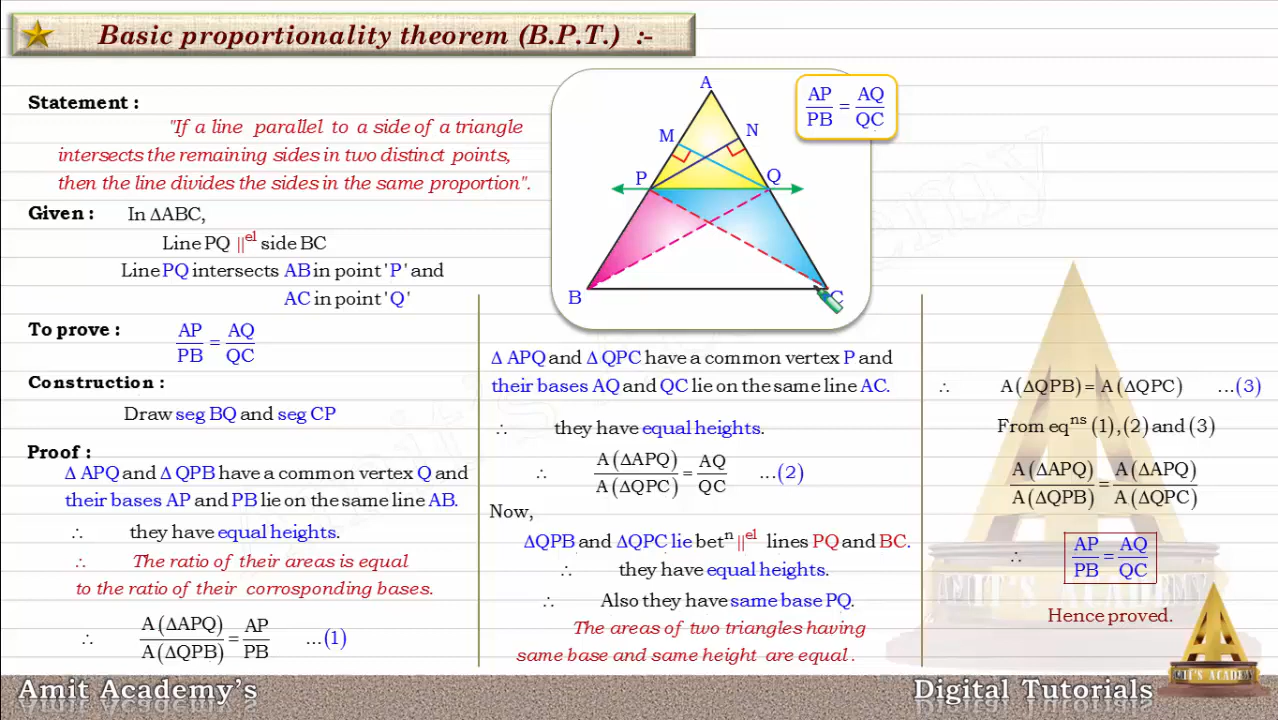 Basic proportionality theorem (B.P.T.) :-
Statement :
"If a line parallel to a side of a triangle
intersects the remaining sides in two distinct points,
then the line divides the sides in the same proportion".
Given : In ΔABC,
Line PQ ||el side BC
Line PQ intersects AB in point 'P' and
AC in point 'Q'
To prove : AP/PB = AQ/QC
Construction :
Draw seg BQ and seg CP
Proof :
Δ APQ and Δ QPB have a common vertex Q and
their bases AP and PB lie on the same line AB.
∴ they have equal heights.
∴ The ratio of their areas is equal
to the ratio of their corrosponding bases.
∴ A(ΔAPQ)/A(ΔQPB) = AP/PB ...(1)
A
M
N
P
Q
B
C
AP/PB = AQ/QC
Δ APQ and Δ QPC have a common vertex P and
their bases AQ and QC lie on the same line AC.
∴ they have equal heights.
∴ A(ΔAPQ)/A(ΔQPC) = AQ/QC ...(2)
Now,
ΔQPB and ΔQPC lie betn ||el lines PQ and BC.
∴ they have equal heights.
∴ Also they have same base PQ.
The areas of two triangles having
same base and same height are equal.
∴ A(ΔQPB) = A(ΔQPC) ...(3)
From eqns (1),(2) and (3)
A(ΔAPQ)/A(ΔQPB) = A(ΔAPQ)/A(ΔQPC)
∴ AP/PB = AQ/QC
Hence proved.
AMIT'S ACADEMY
AMIT'S ACADEMY
Amit Academy's
Digital Tutorials